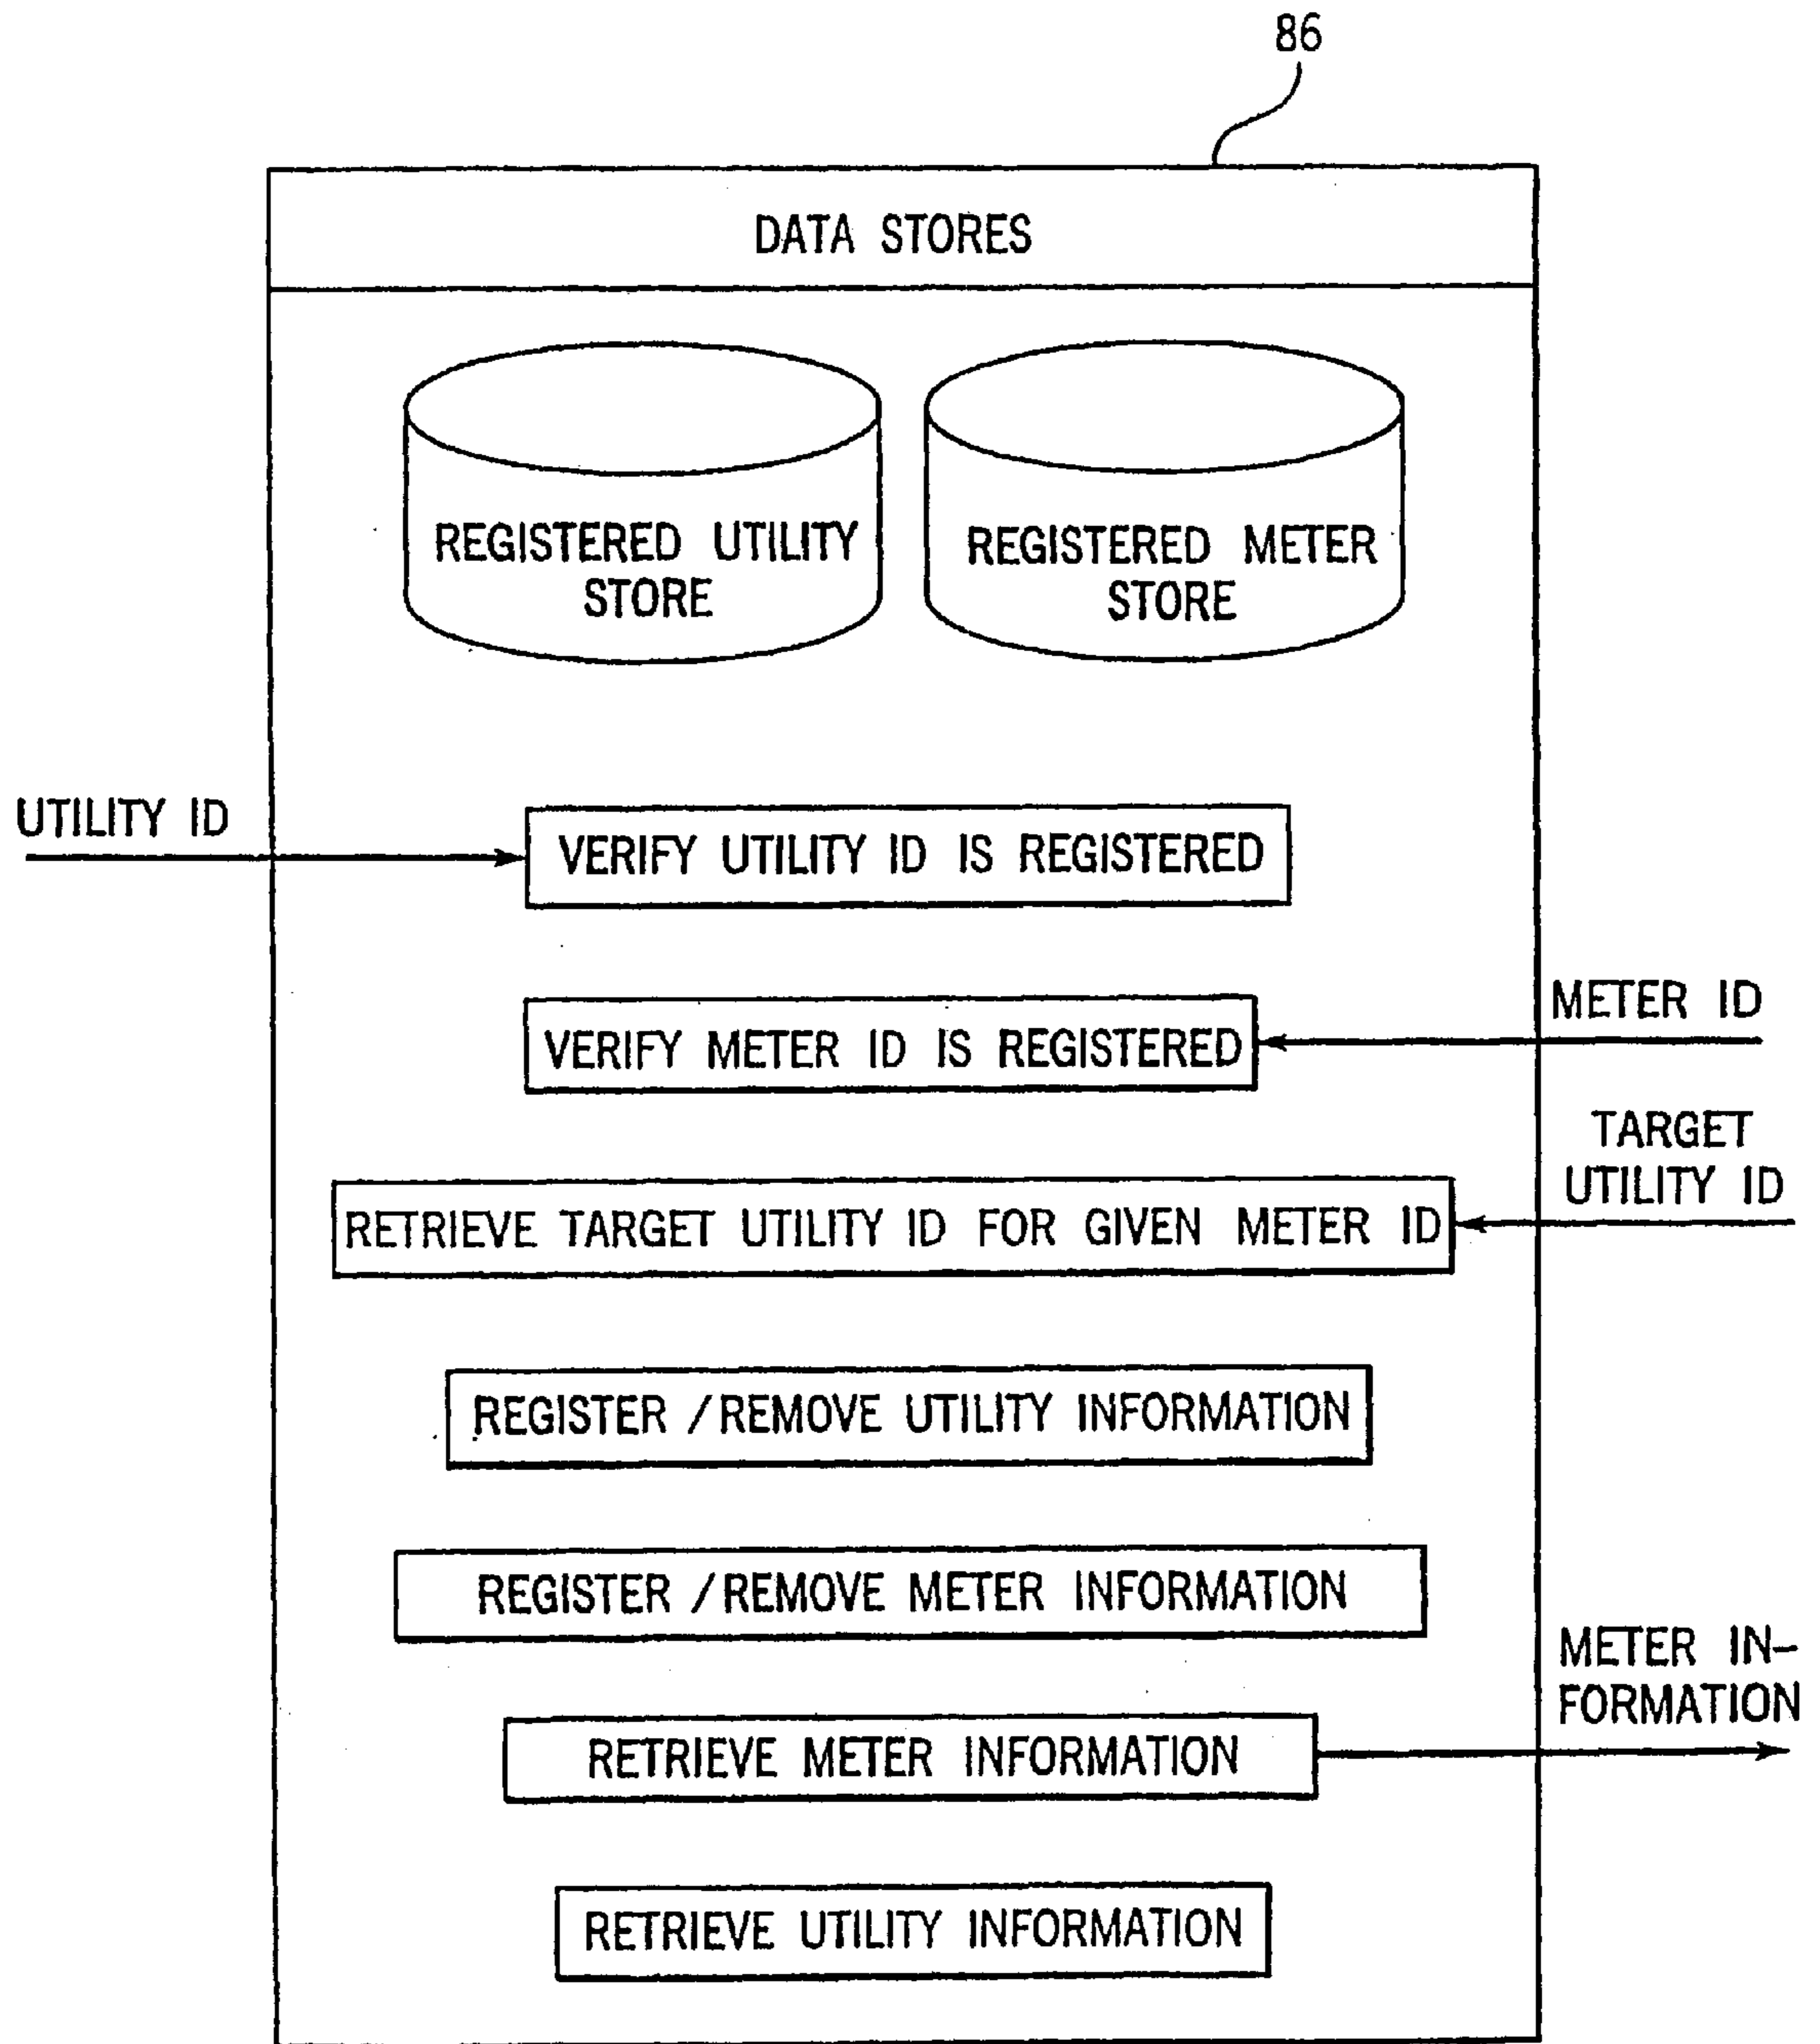 86
DATA STORES
REGISTERED UTILITY
STORE
REGISTERED METER
STORE
UTILITY ID
VERIFY UTILITY ID IS REGISTERED
METER ID
VERIFY METER ID IS REGISTERED
TARGET
UTILITY ID
RETRIEVE TARGET UTILITY ID FOR GIVEN METER ID
REGISTER /REMOVE UTILITY INFORMATION
REGISTER /REMOVE METER INFORMATION
METER IN-
FORMATION
RETRIEVE METER INFORMATION
RETRIEVE UTILITY INFORMATION